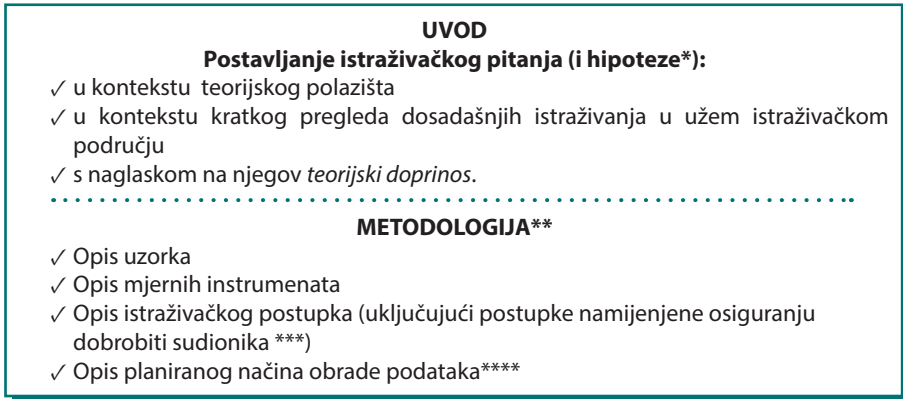 UVOD
Postavljanje istraživačkog pitanja (i hipoteze*):
✓ u kontekstu teorijskog polazišta
✓ u kontekstu kratkog pregleda dosadašnjih istraživanja u užem istraživačkom
području
✓ s naglaskom na njegov teorijski doprinos.
METODOLOGIJA**
✓ Opis uzorka
✓ Opis mjernih instrumenata
✓ Opis istraživačkog postupka (uključujući postupke namijenjene osiguranju
dobrobiti sudionika ***)
✓ Opis planiranog načina obrade podataka****